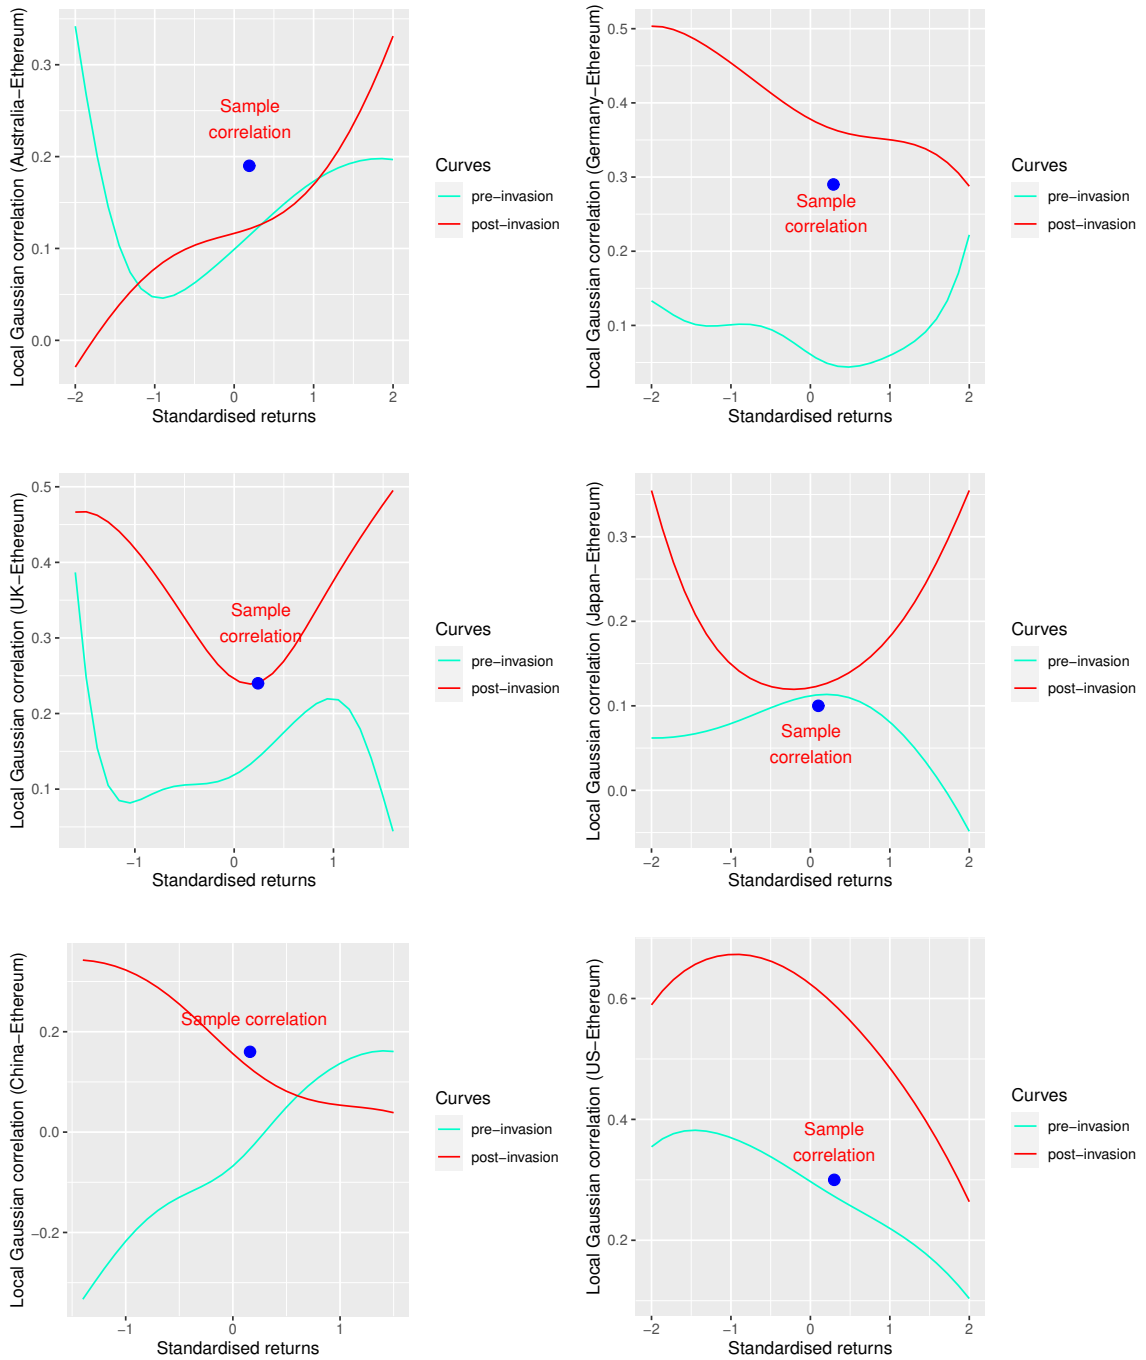 Local Gaussian correlation (Australia−Ethereum)
0.3
0.2
0.1
0.0
Sample
correlation
−2
−1
0
1
2
Standardised returns
Curves
pre−invasion
post−invasion
Local Gaussian correlation (Germany−Ethereum)
0.5
0.4
0.3
0.2
0.1
Sample
correlation
−2
−1
0
1
2
Standardised returns
Curves
pre−invasion
post−invasion
Local Gaussian correlation (UK−Ethereum)
0.5
0.4
0.3
0.2
0.1
Sample
correlation
−1
0
1
Standardised returns
Curves
pre−invasion
post−invasion
Local Gaussian correlation (Japan−Ethereum)
0.3
0.2
0.1
0.0
Sample
correlation
−2
−1
0
1
2
Standardised returns
Curves
pre−invasion
post−invasion
Local Gaussian correlation (China−Ethereum)
0.2
0.0
−0.2
Sample correlation
−1
0
1
Standardised returns
Curves
pre−invasion
post−invasion
Local Gaussian correlation (US−Ethereum)
0.6
0.4
0.2
Sample
correlation
−2
−1
0
1
2
Standardised returns
Curves
pre−invasion
post−invasion